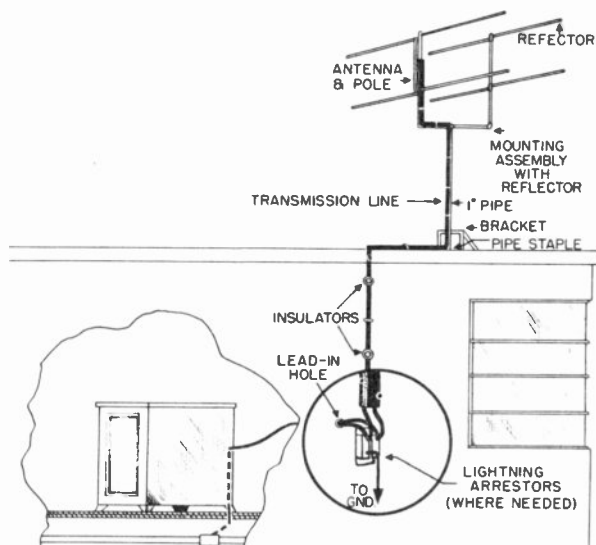 REFECTOR
ANTENNA
& POLE
MOUNTING
ASSEMBLY
WITH
REFLECTOR
TRANSMISSION LINE
1" PIPE
BRACKET
PIPE STAPLE
INSULATORS
LEAD-IN
HOLE
LIGHTNING
ARRESTORS
(WHERE NEEDED)
TO
GND.